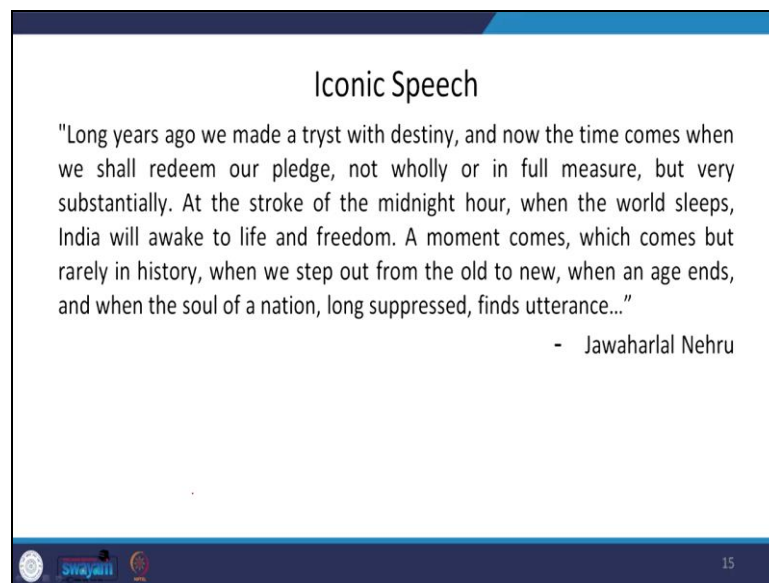 Iconic Speech
"Long years ago we made a tryst with destiny, and now the time comes when
we shall redeem our pledge, not wholly or in full measure, but very
substantially. At the stroke of the midnight hour, when the world sleeps,
India will awake to life and freedom. A moment comes, which comes but
rarely in history, when we step out from the old to new, when an age ends,
and when the soul of a nation, long suppressed, finds utterance…”
- Jawaharlal Nehru
swayam
15